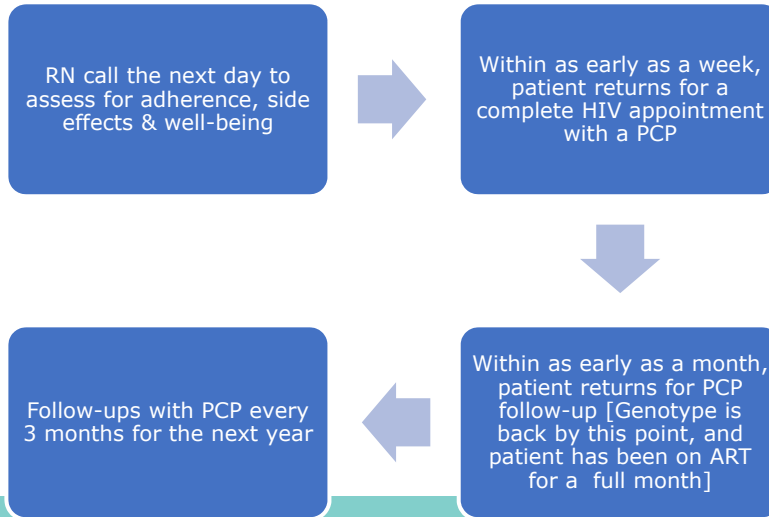 RN call the next day to
assess for adherence, side
effects & well-being
Within as early as a week,
patient returns for a
complete HIV appointment
with a PCP
Within as early as a month,
patient returns for PCP
follow-up [Genotype is
back by this point, and
patient has been on ART
for a  full month]
Follow-ups with PCP every
3 months for the next year